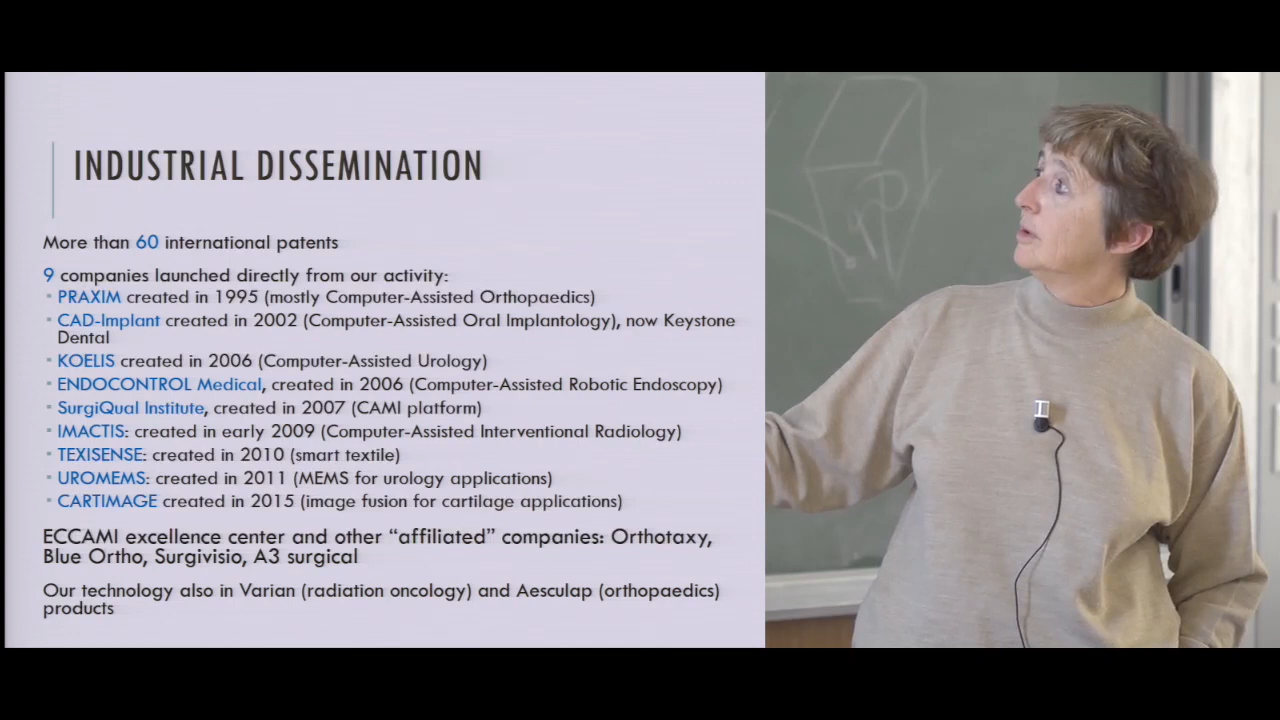 INDUSTRIAL DISSEMINATION
More than 60 international patents
9 companies launched directly from our activity:
PRAXIM created in 1995 (mostly Computer-Assisted Orthopaedics)
CAD-Implant created in 2002 (Computer-Assisted Oral Implantology), now Keystone
Dental
KOELIS created in 2006 (Computer-Assisted Urology)
ENDOCONTROL Medical, created in 2006 (Computer-Assisted Robotic Endoscopy)
SurgiQual Institute, created in 2007 (CAMI platform)
IMACTIS: created in early 2009 (Computer-Assisted Interventional Radiology)
TEXISENSE: created in 2010 (smart textile)
UROMEMS: created in 2011 (MEMS for urology applications)
CARTIMAGE created in 2015 (image fusion for cartilage applications)
ECCAMI excellence center and other “affiliated” companies: Orthotaxy,
Blue Ortho, Surgivisio, A3 surgical
Our technology also in Varian (radiation oncology) and Aesculap (orthopaedics)
products